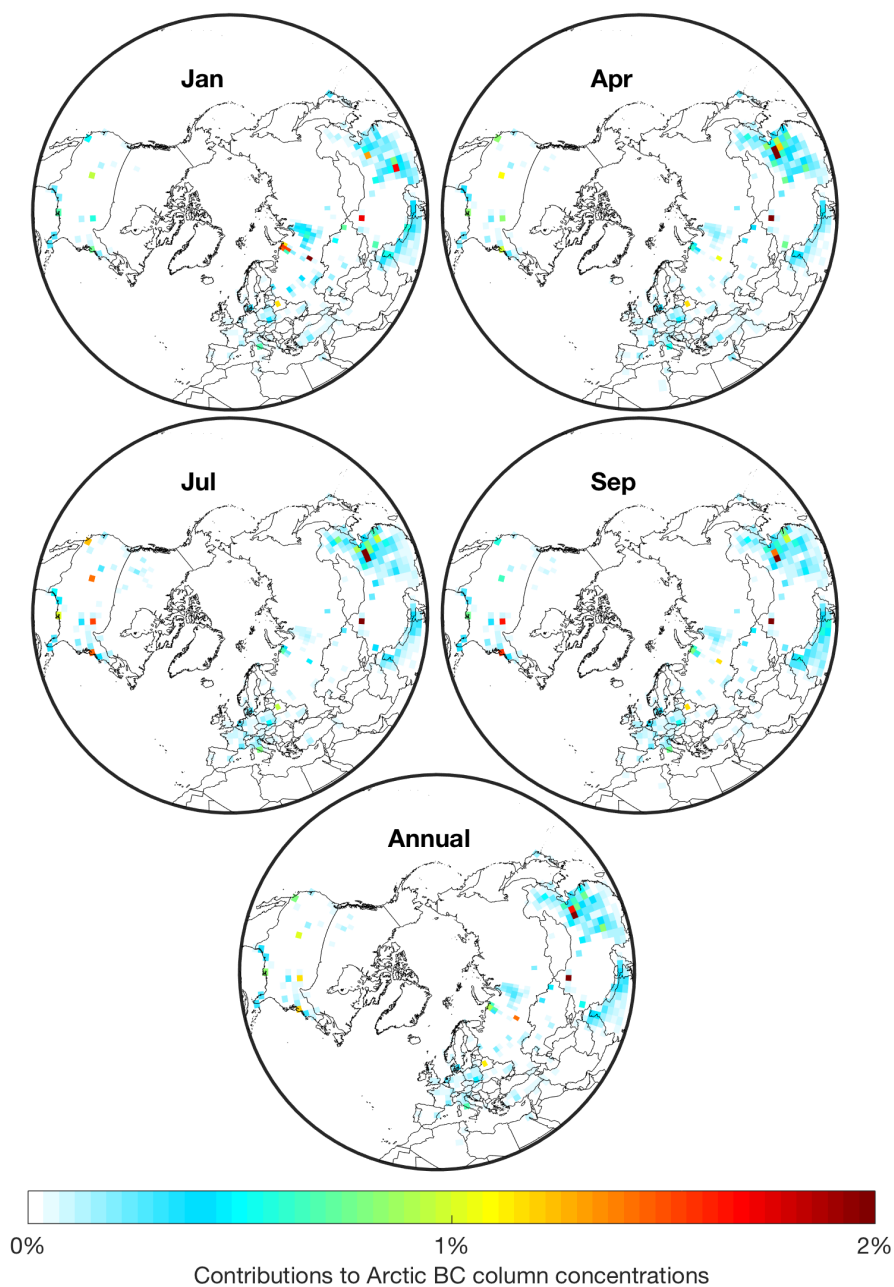 Jan
Apr
Jul
Sep
Annual
0%
1%
2%
Contributions to Arctic BC column concentrations